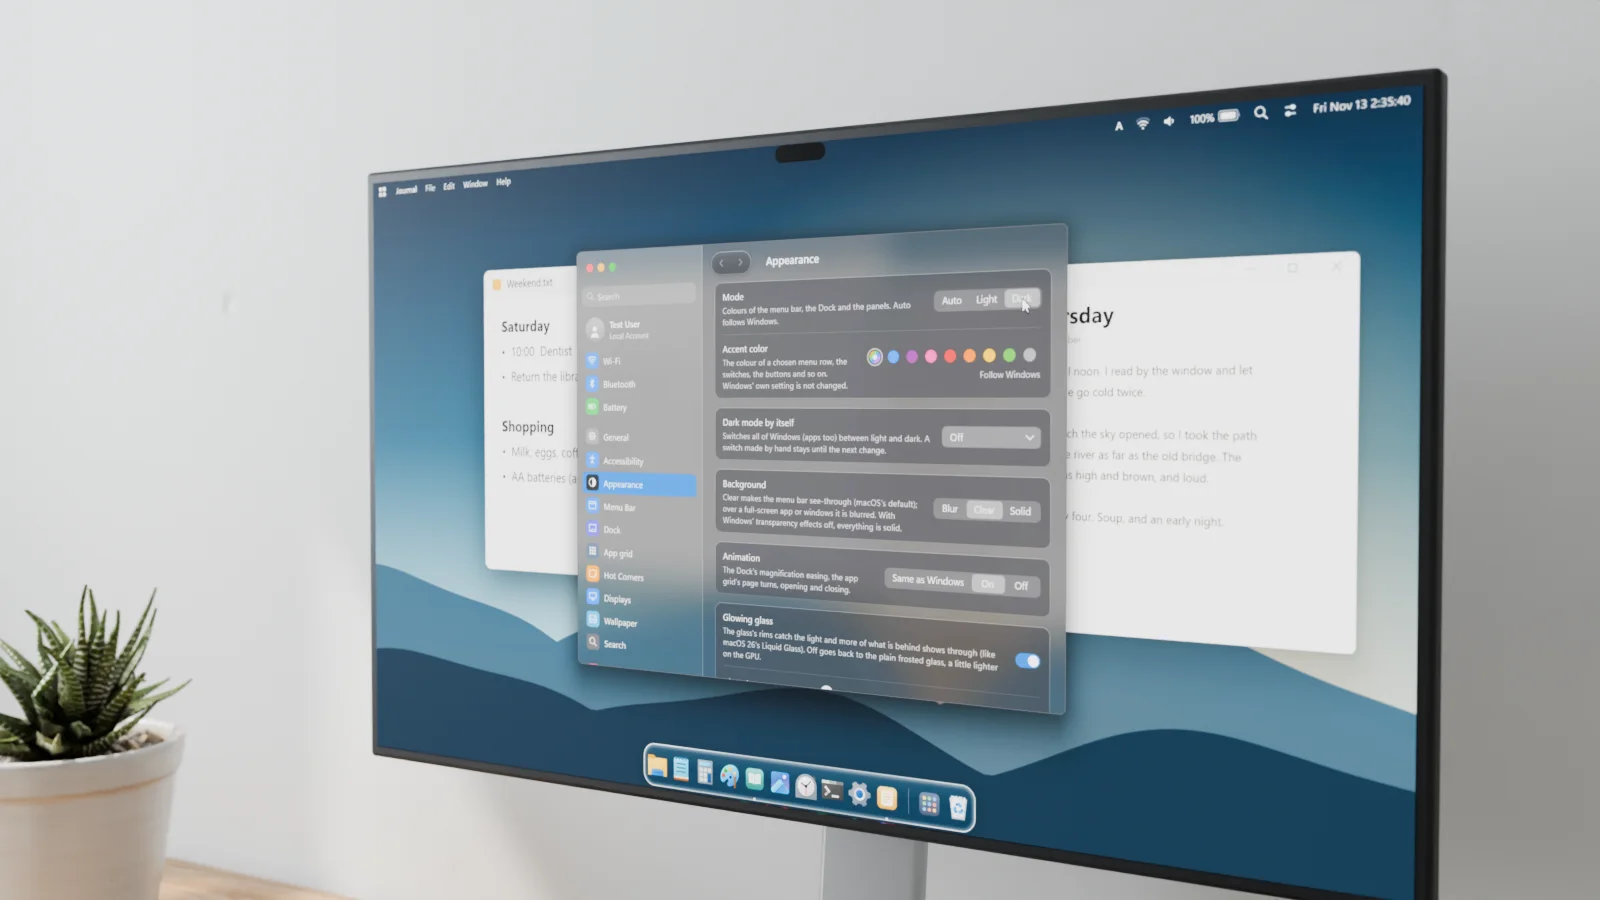 Journal File Edit Window Help
A 100% Fri Nov 13 2:35:40
Weekend.txt
Saturday
• 10:00 Dentist
• Return the libra
Shopping
• Milk, eggs, coff
• AA batteries (a
Search
Test User
Local Account
Wi-Fi
Bluetooth
Battery
General
Accessibility
Appearance
Menu Bar
Dock
App grid
Hot Corners
Displays
Wallpaper
Search
Appearance
Mode
Colours of the menu bar, the Dock and the panels. Auto
follows Windows.
Auto Light Dark
Accent color
The colour of a chosen menu row, the
switches, the buttons and so on.
Windows' own setting is not changed.
Follow Windows
Dark mode by itself
Switches all of Windows (apps too) between light and dark. A
switch made by hand stays until the next change.
Off
Background
Clear makes the menu bar see-through (macOS's default);
over a full-screen app or windows it is blurred. With
Windows' transparency effects off, everything is solid.
Blur Clear Solid
Animation
The Dock's magnification easing, the app
grid's page turns, opening and closing.
Same as Windows On Off
Glowing glass
The glass's rims catch the light and more of what is behind shows through (like
macOS 26's Liquid Glass). Off goes back to the plain frosted glass, a little lighter
on the GPU.
rsday
ber
l noon. I read by the window and let
e go cold twice.
ch the sky opened, so I took the path
e river as far as the old bridge. The
s high and brown, and loud.
y four. Soup, and an early night.